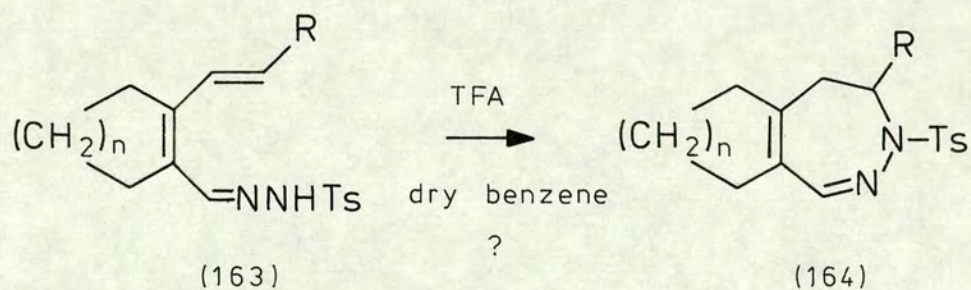 R
(CH2)n
=NNHTs
(163)
TFA
dry benzene
?
R
(CH2)n
N-Ts
N
(164)